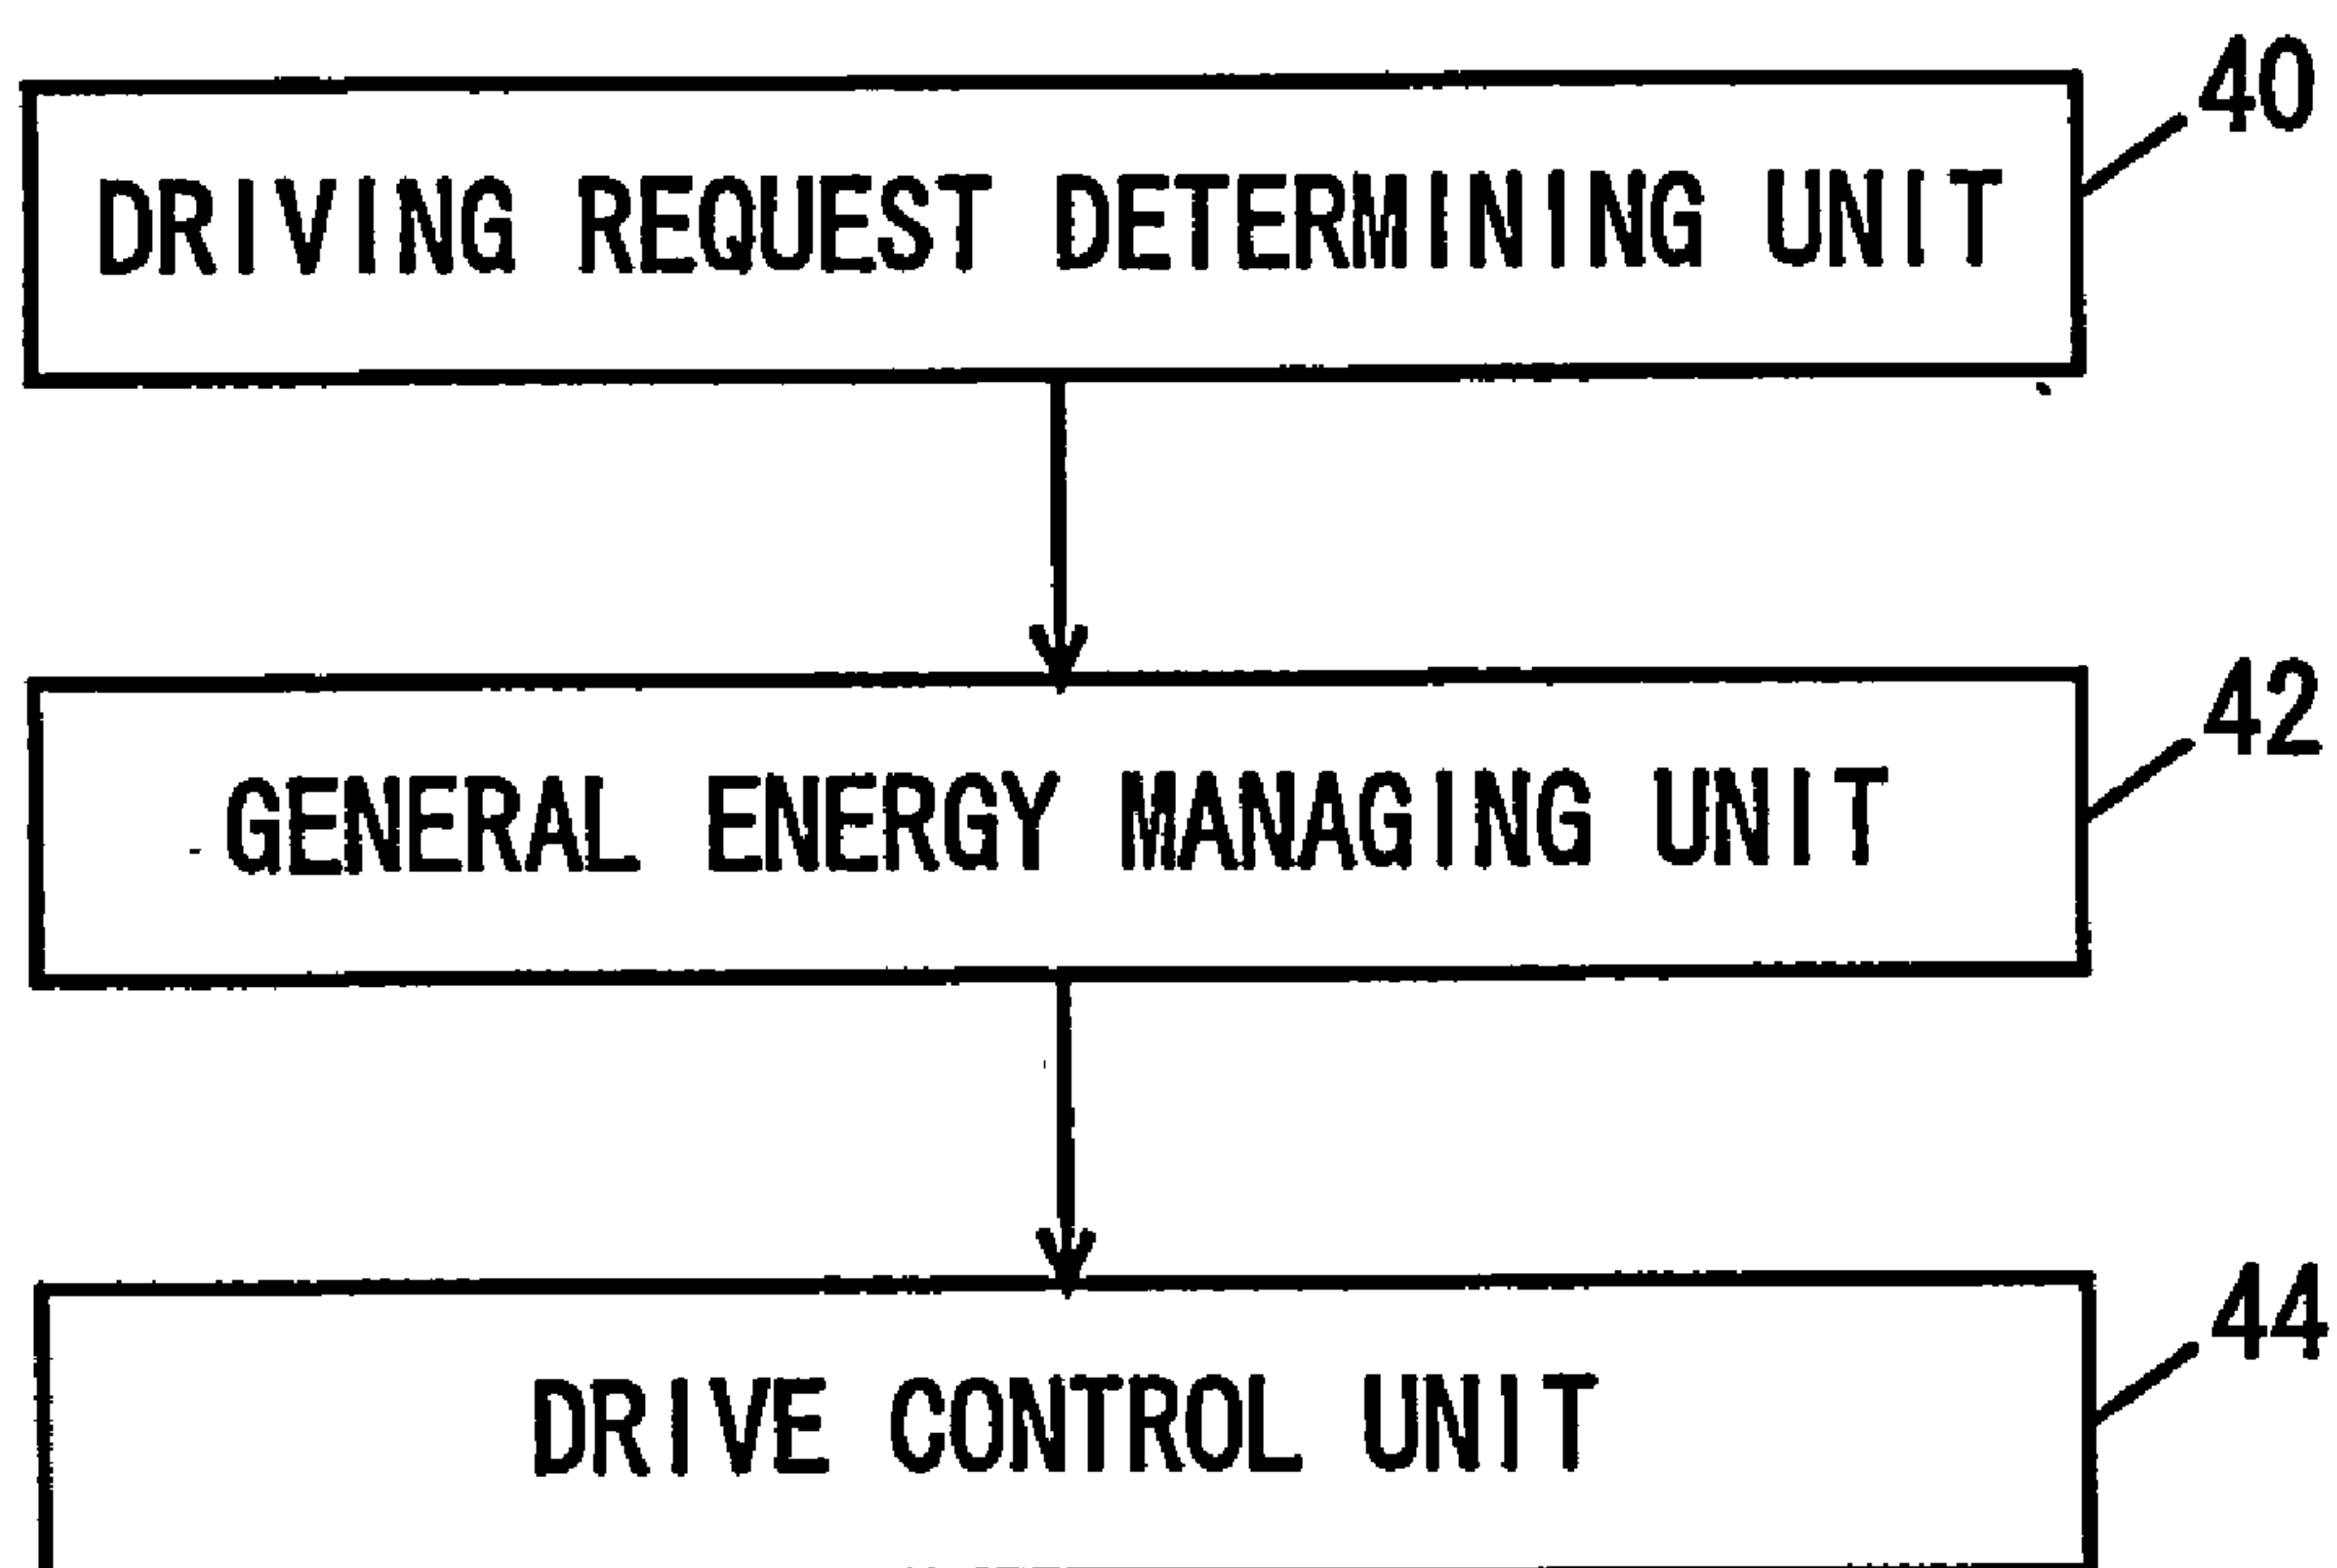 40
DRIVING REQUEST DETERMINING UNIT
42
GENERAL ENERGY MANAGING UNIT
44
DRIVE CONTROL UNIT